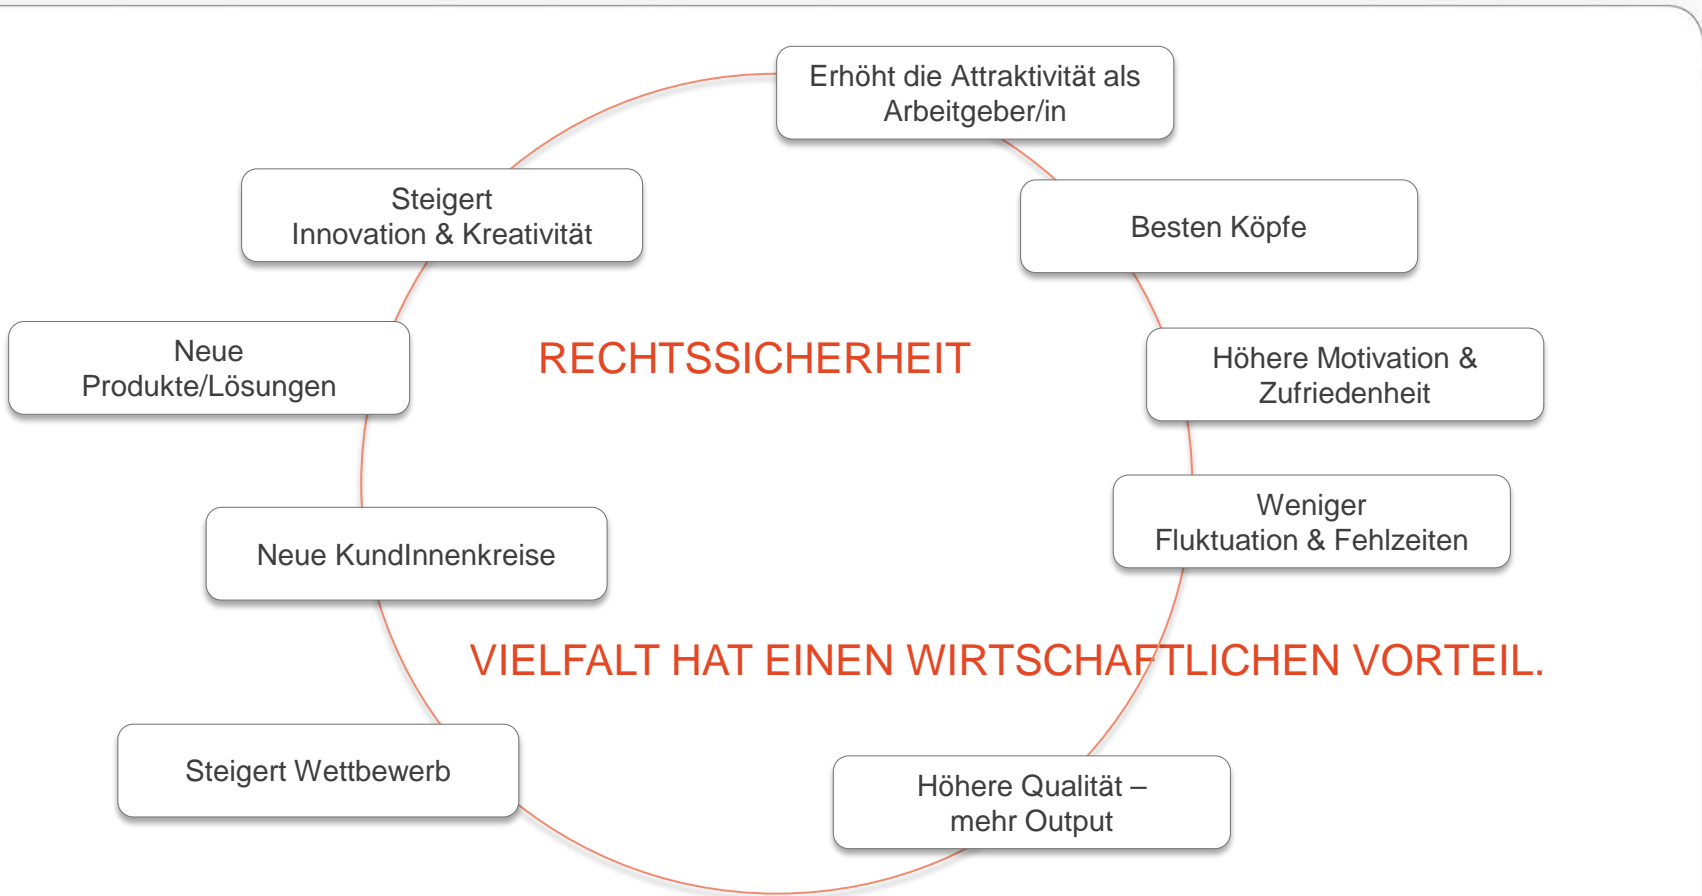 Erhöht die Attraktivität als
Arbeitgeber/in
Steigert
Innovation & Kreativität
Besten Köpfe
Neue
Produkte/Lösungen
RECHTSSICHERHEIT
Höhere Motivation &
Zufriedenheit
Weniger
Fluktuation & Fehlzeiten
Neue KundInnenkreise
VIELFALT HAT EINEN WIRTSCHAFTLICHEN VORTEIL.
Steigert Wettbewerb
Höhere Qualität –
mehr Output